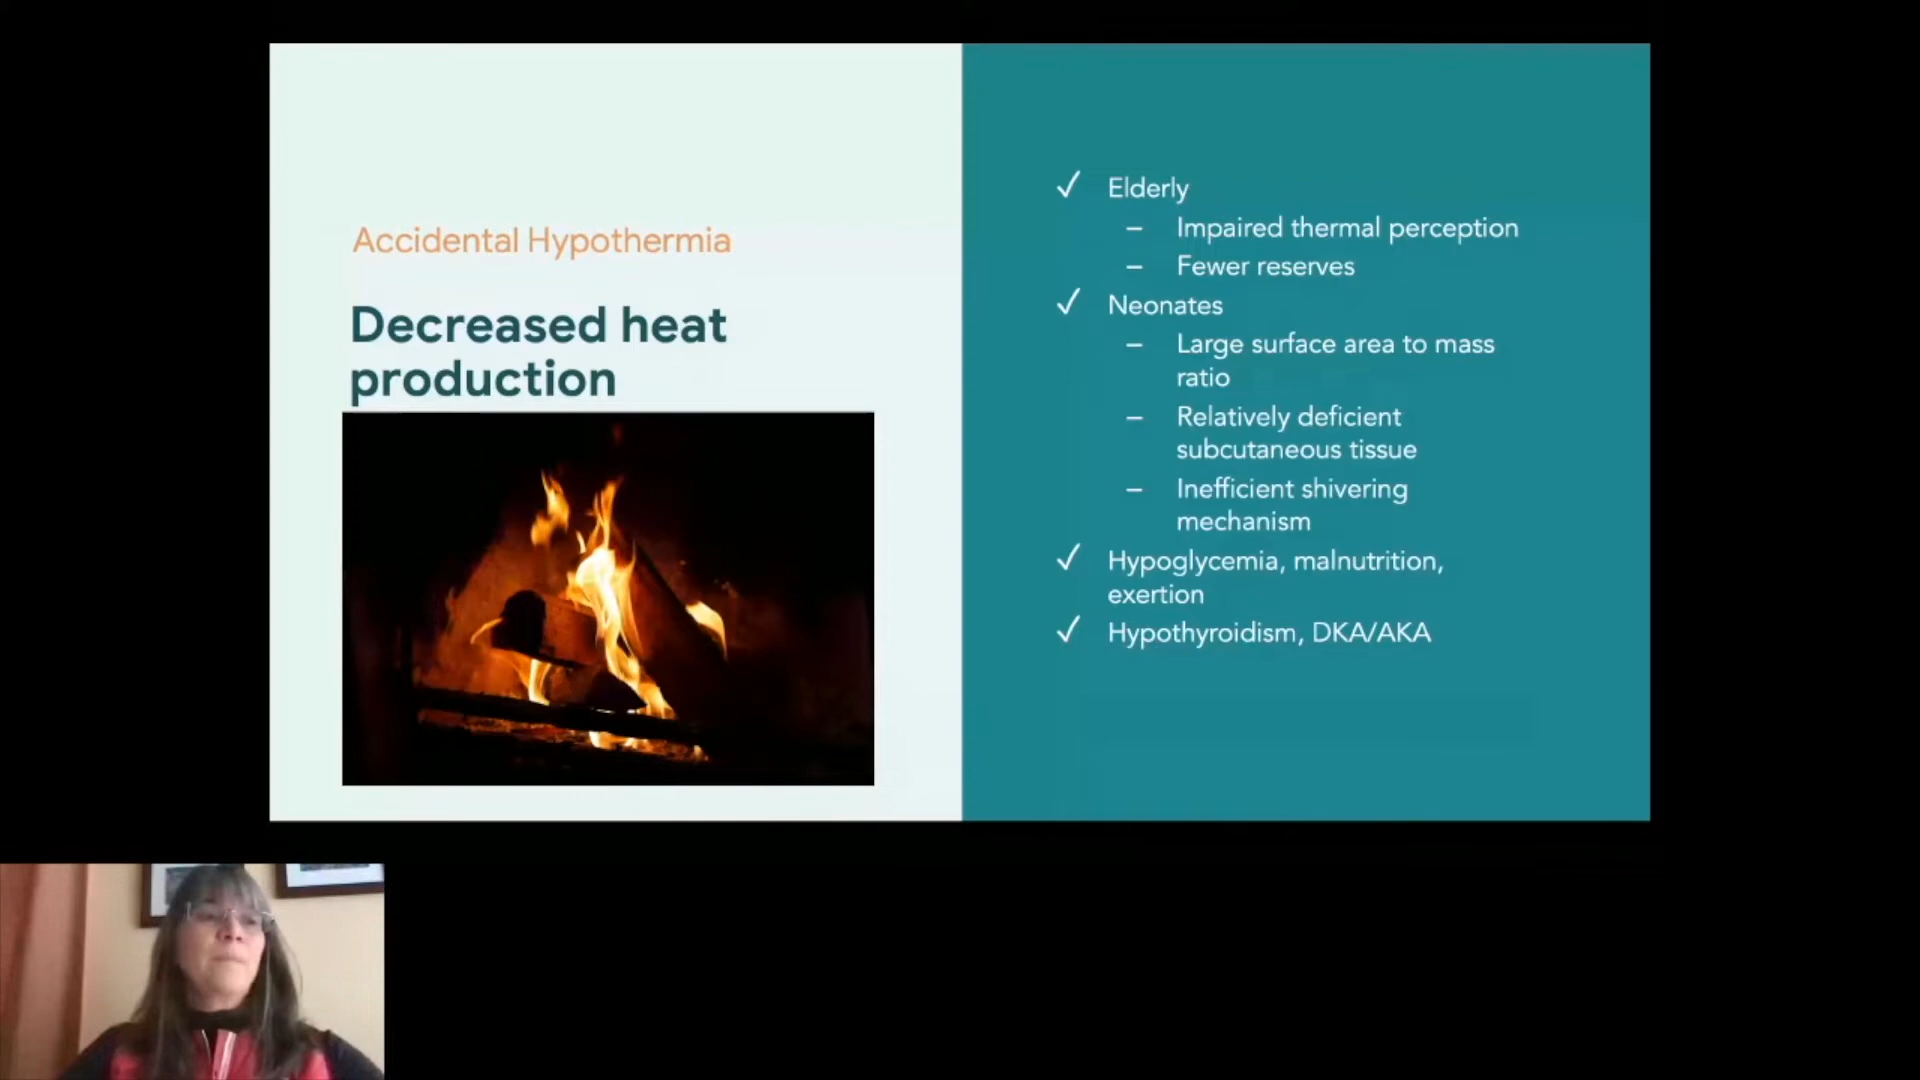 Accidental Hypothermia
Decreased heat
production
✓ Elderly
– Impaired thermal perception
– Fewer reserves
✓ Neonates
– Large surface area to mass
ratio
– Relatively deficient
subcutaneous tissue
– Inefficient shivering
mechanism
✓ Hypoglycemia, malnutrition,
exertion
✓ Hypothyroidism, DKA/AKA